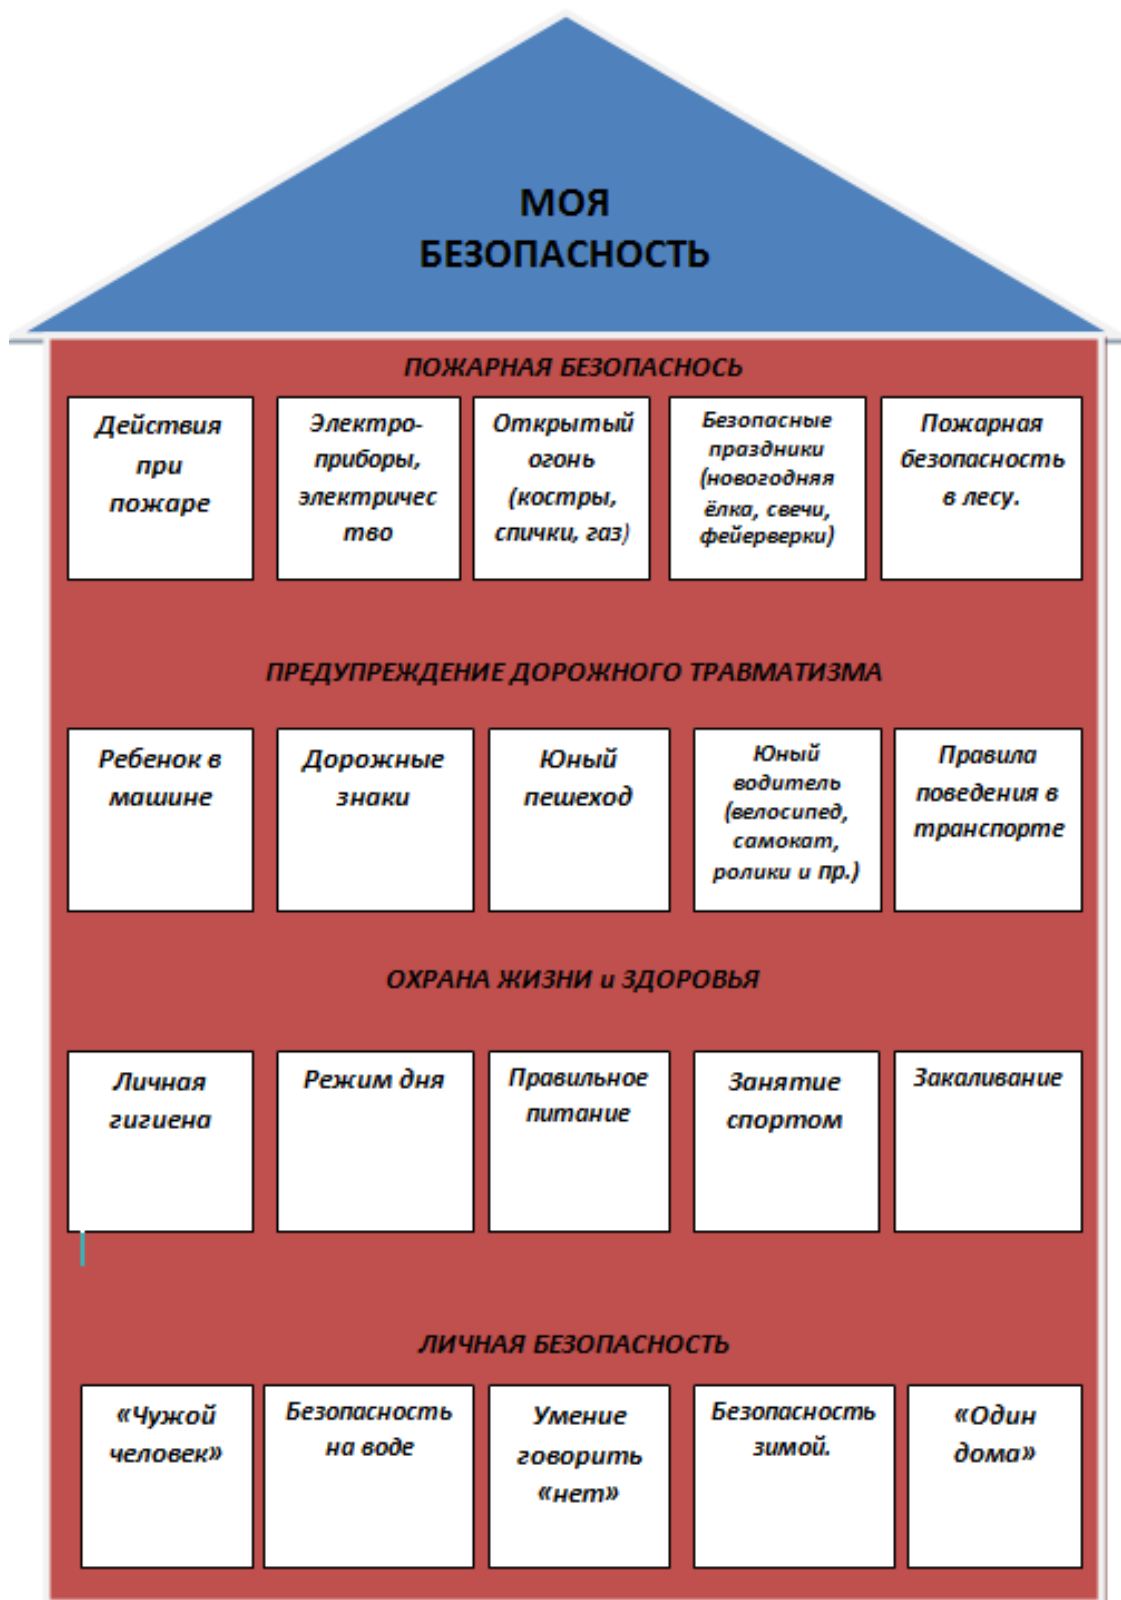 МОЯ
БЕЗОПАСНОСТЬ
ПОЖАРНАЯ БЕЗОПАСНОСЬ
Действия
при
пожаре
Электро-
приборы,
электричес
тво
Открытый
огонь
(костры,
спички, газ)
Безопасные
праздники
(новогодняя
ёлка, свечи,
фейерверки)
Пожарная
безопасность
в лесу.
ПРЕДУПРЕЖДЕНИЕ ДОРОЖНОГО ТРАВМАТИЗМА
Ребенок в
машине
Дорожные
знаки
Юный
пешеход
Юный
водитель
(велосипед,
самокат,
ролики и пр.)
Правила
поведения в
транспорте
ОХРАНА ЖИЗНИ и ЗДОРОВЬЯ
Личная
гигиена
Режим дня
Правильное
питание
Занятие
спортом
Закаливание
ЛИЧНАЯ БЕЗОПАСНОСТЬ
«Чужой
человек»
Безопасность
на воде
Умение
говорить
«нет»
Безопасность
зимой.
«Один
дома»